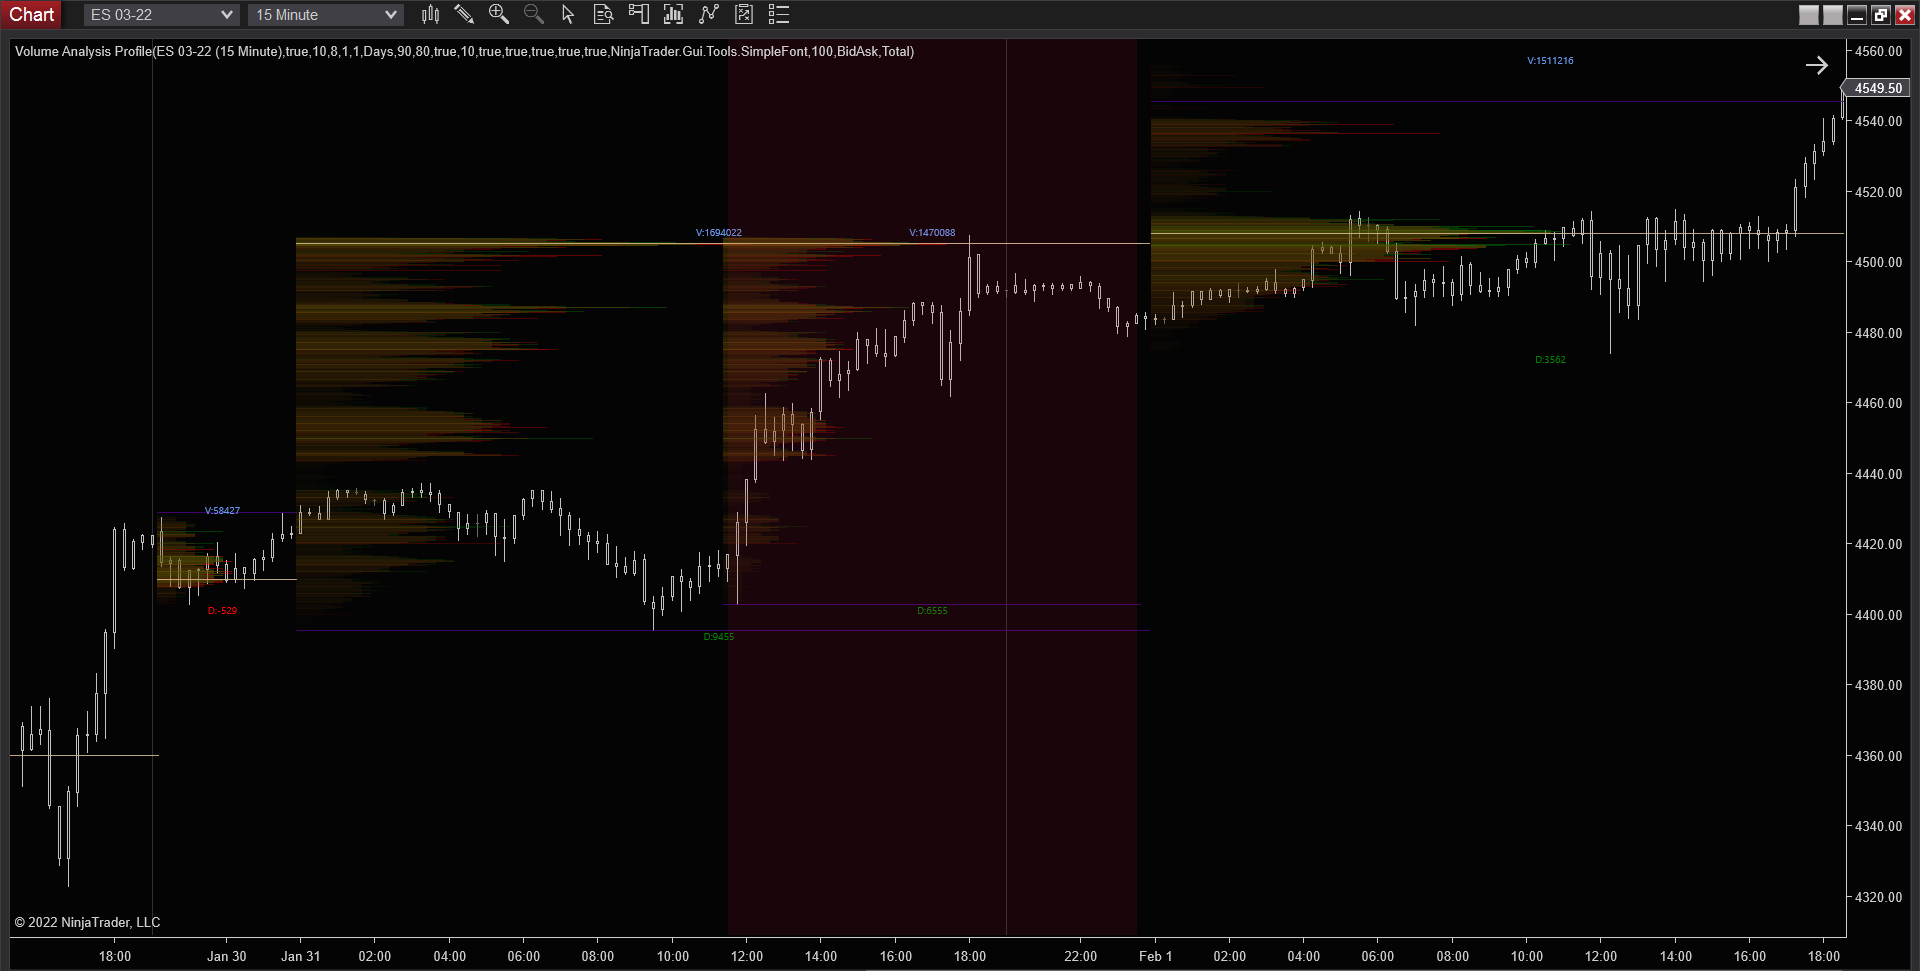 Chart ES 03-22 15 Minute
Volume Analysis Profile(ES 03-22 (15 Minute),true,10,8,1,1,Days,90,80,true,10,true,true,true,true,true,NinjaTrader.Gui.Tools.SimpleFont,100,BidAsk,Total)
4560.00
V:1511216
4549.50
4540.00
4520.00
V:1694022 V:1470088
4500.00
4480.00
D:3562
4460.00
4440.00
V:58427
4420.00
D:-529 D:6555
4400.00
D:9455
4380.00
4360.00
4340.00
4320.00
© 2022 NinjaTrader, LLC
18:00 Jan 30 Jan 31 02:00 04:00 06:00 08:00 10:00 12:00 14:00 16:00 18:00 22:00 Feb 1 02:00 04:00 06:00 08:00 10:00 12:00 14:00 16:00 18:00